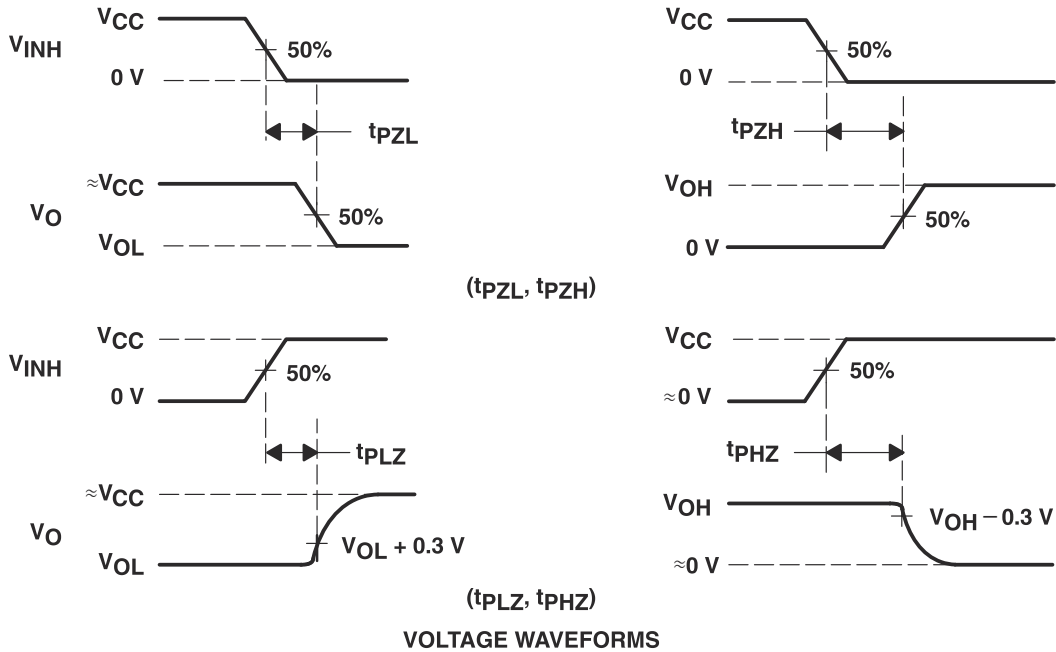 VCC VCC
VINH 50% 50%
0 V 0 V
tPZL tPZH
≈VCC VOH
VO 50% 50%
VOL 0 V
(tPZL, tPZH)
VCC VCC
VINH 50% 50%
0 V ≈0 V
tPLZ tPHZ
≈VCC VOH
VO VOL + 0.3 V VOH – 0.3 V
VOL ≈0 V
(tPLZ, tPHZ)
VOLTAGE WAVEFORMS